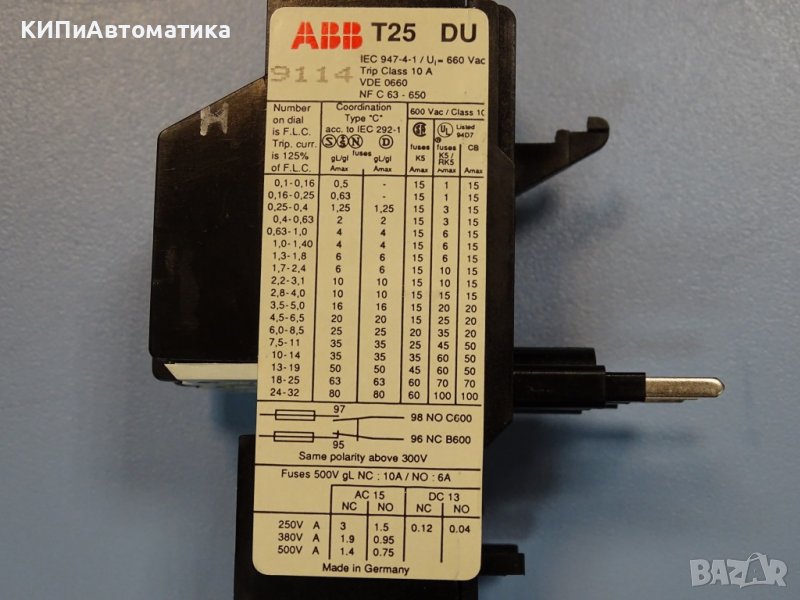 КИПиАвтоматика
ABB T25 DU
IEC 947-4-1 / Ui= 660 Vac
9114 Trip Class 10 A
VDE 0660
NF C 63 - 650
Number on dial is F.L.C. Trip. curr. is 125% of F.L.C.
Coordination Type "C" acc. to IEC 292-1
600 Vac / Class 10
S N D
UL Listed 94D7
fuses
gL/gl gL/gl
Amax Amax
fuses K5 Amax
fuses K5 / RK5 Amax
CB Amax
0,1-0,16 0,5 - 15 1 15
0,16-0,25 0,63 - 15 1 15
0,25-0,4 1,25 1,25 15 3 15
0,4-0,63 2 2 15 3 15
0,63-1,0 4 4 15 6 15
1,0-1,40 4 4 15 6 15
1,3-1,8 6 6 15 6 15
1,7-2,4 6 6 15 10 15
2,2-3,1 10 10 15 10 15
2,8-4,0 10 10 15 15 15
3,5-5,0 16 16 15 20 15
4,5-6,5 20 20 15 20 20
6,0-8,5 25 25 20 35 20
7,5-11 35 35 25 45 50
10-14 35 35 35 60 50
13-19 50 50 45 60 50
18-25 63 63 60 70 70
24-32 80 80 60 100 100
97
98 NO C600
96 NC B600
95
Same polarity above 300V
Fuses 500V gL NC : 10A / NO : 6A
AC 15 DC 13
NC NO NC NO
250V A 3 1.5 0.12 0.04
380V A 1.9 0.95
500V A 1.4 0.75
Made in Germany
H
BAZAR